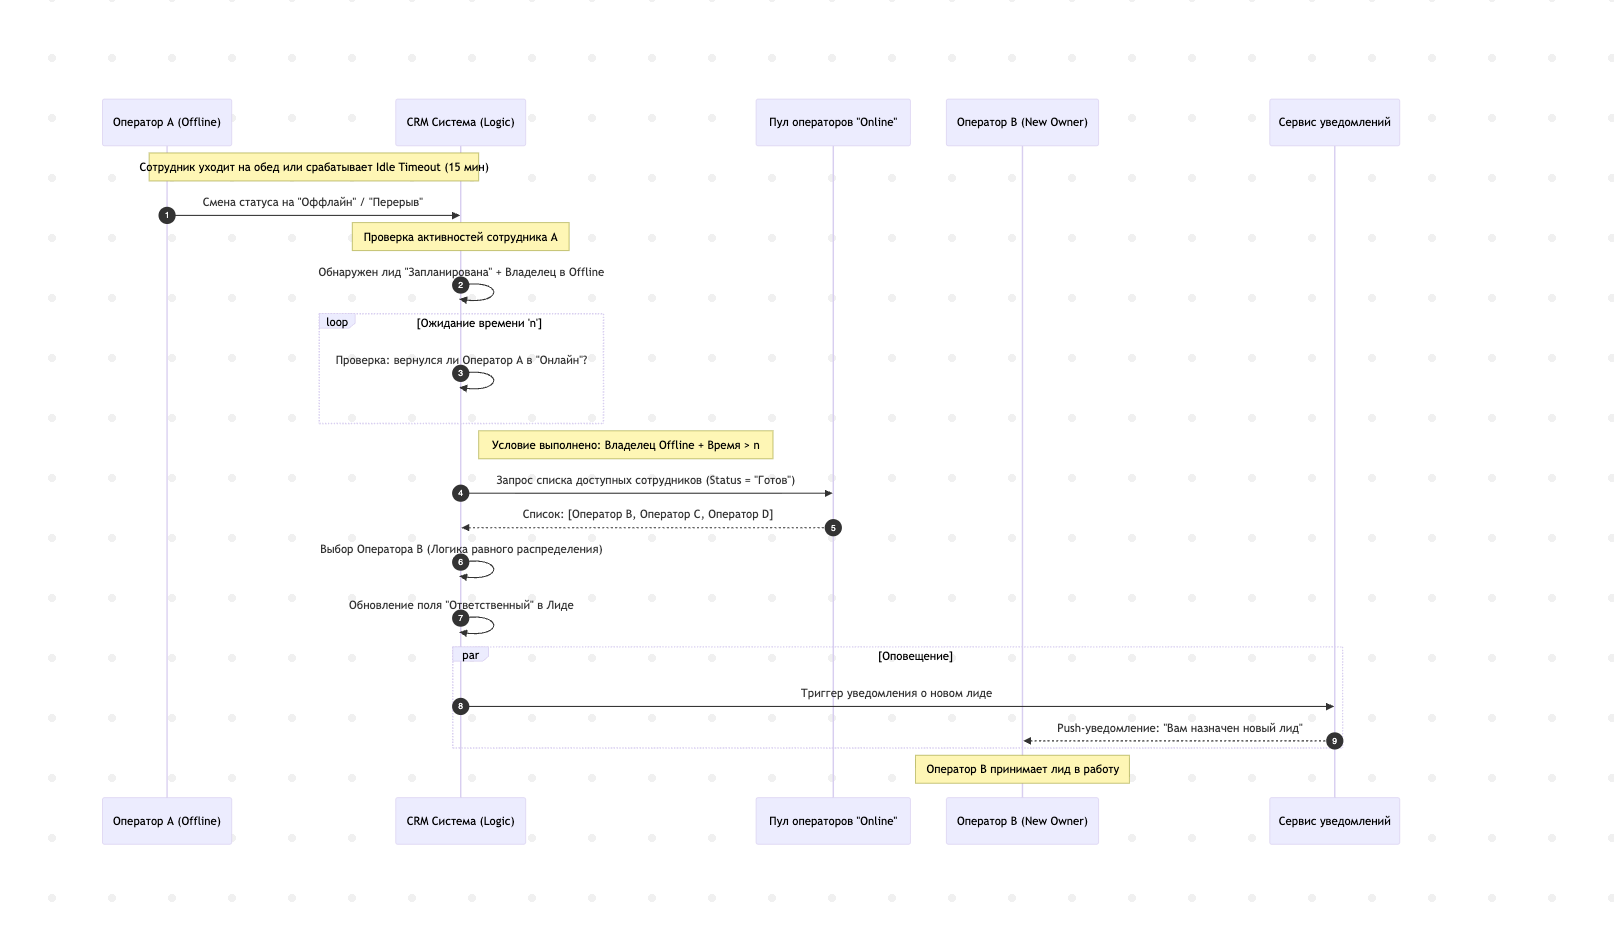 Оператор A (Offline)
CRM Система (Logic)
Пул операторов "Online"
Оператор B (New Owner)
Сервис уведомлений
Сотрудник уходит на обед или срабатывает Idle Timeout (15 мин)
Смена статуса на "Оффлайн" / "Перерыв"
1
Проверка активностей сотрудника A
Обнаружен лид "Запланирована" + Владелец в Offline
2
loop
[Ожидание времени 'n']
Проверка: вернулся ли Оператор A в "Онлайн"?
3
Условие выполнено: Владелец Offline + Время > n
Запрос списка доступных сотрудников (Status = "Готов")
4
Список: [Оператор B, Оператор C, Оператор D]
5
Выбор Оператора B (Логика равного распределения)
6
Обновление поля "Ответственный" в Лиде
7
par
[Оповещение]
Триггер уведомления о новом лиде
8
Push-уведомление: "Вам назначен новый лид"
9
Оператор B принимает лид в работу
Оператор A (Offline)
CRM Система (Logic)
Пул операторов "Online"
Оператор B (New Owner)
Сервис уведомлений